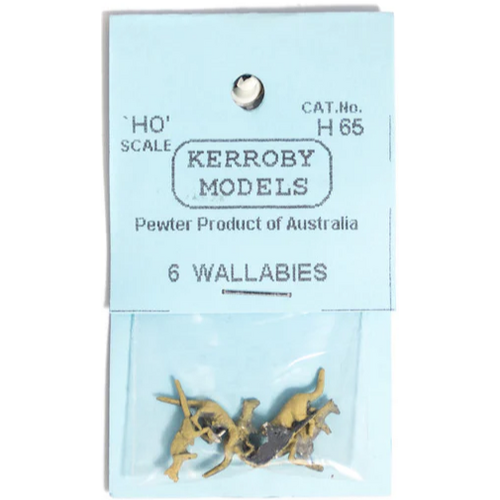 CAT.No.
'HO'
H 65
SCALE
KERROBY
MODELS
Pewter Product of Australia
6 WALLABIES